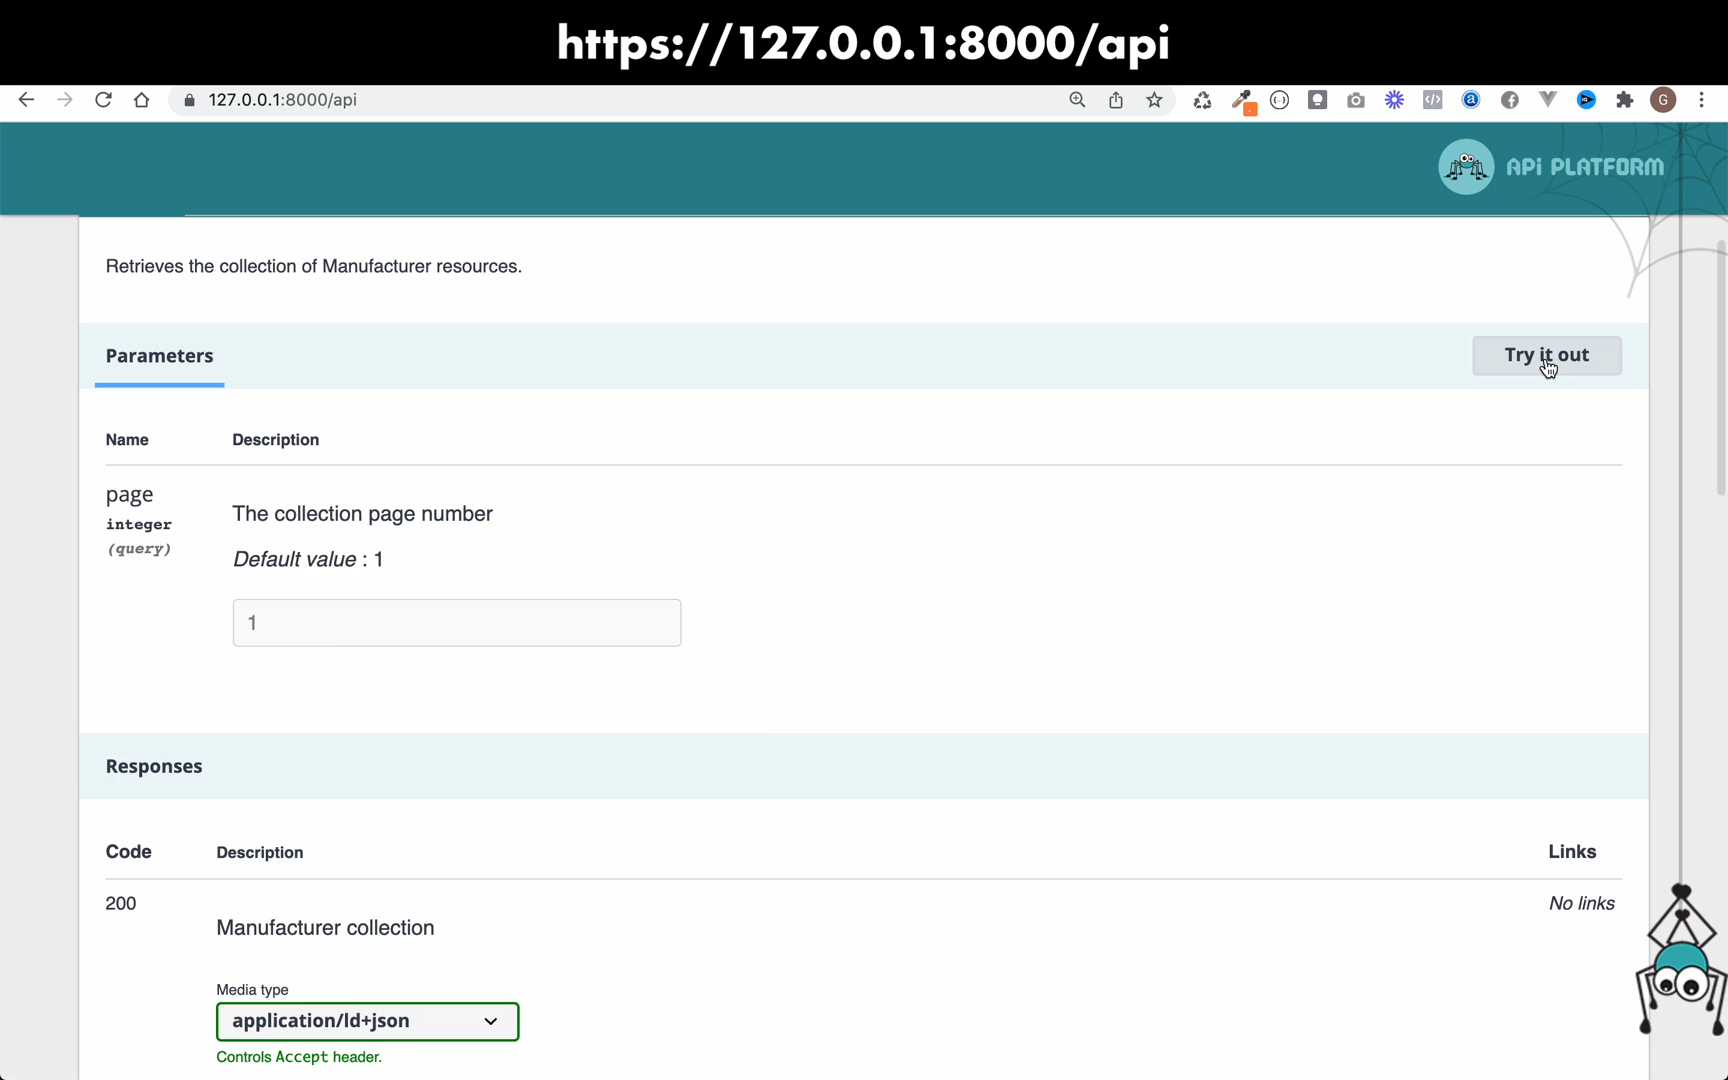 https://127.0.0.1:8000/api
127.0.0.1:8000/api
G
API PLATFORM
Retrieves the collection of Manufacturer resources.
Parameters
Try it out
Name Description
page
integer
(query)
The collection page number
Default value : 1
1
Responses
Code Description Links
200
Manufacturer collection
No links
Media type
application/ld+json
Controls Accept header.